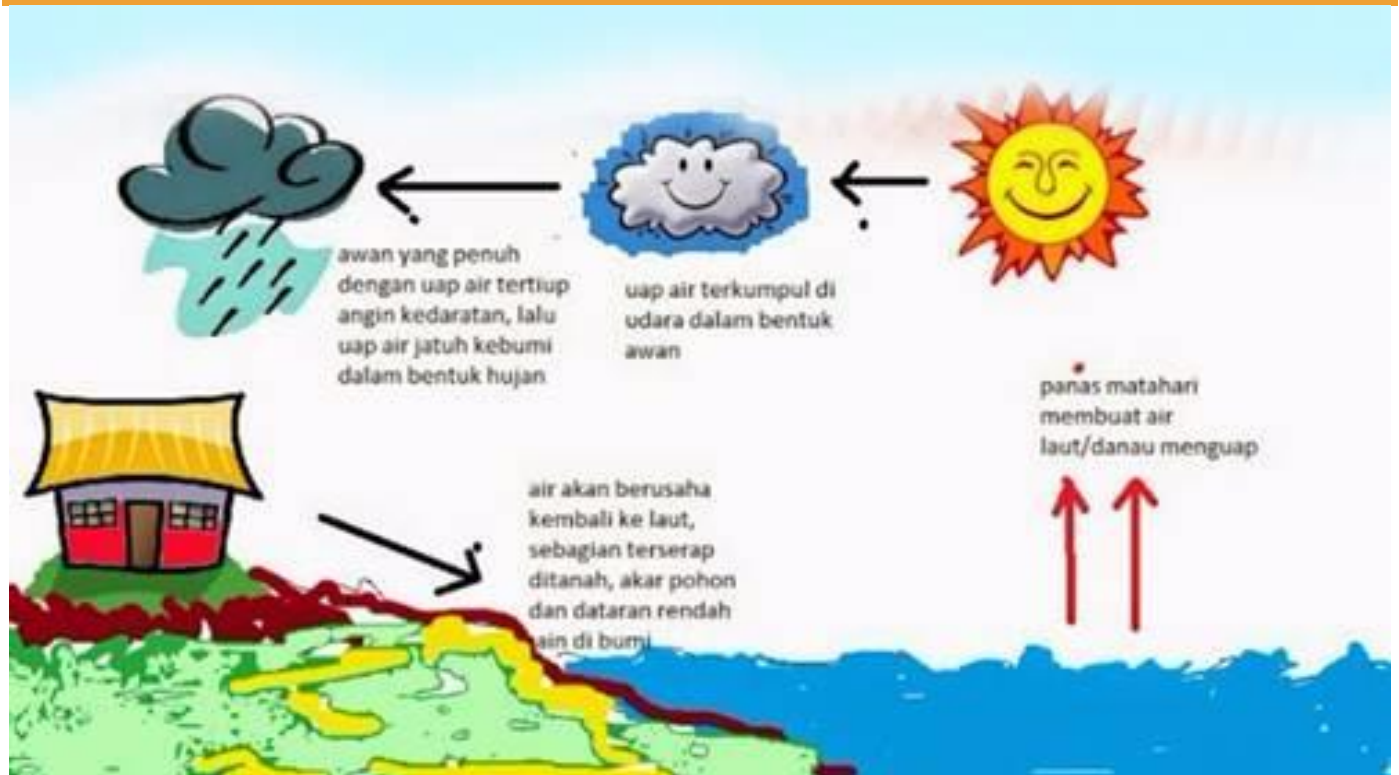 awan yang penuh
dengan uap air tertiup
angin kedaratan, lalu
uap air jatuh kebumi
dalam bentuk hujan
uap air terkumpul di
udara dalam bentuk
awan
panas matahari
membuat air
laut/danau menguap
air akan berusaha
kembali ke laut,
sebagian terserap
ditanah, akar pohon
dan dataran rendah
di bumi